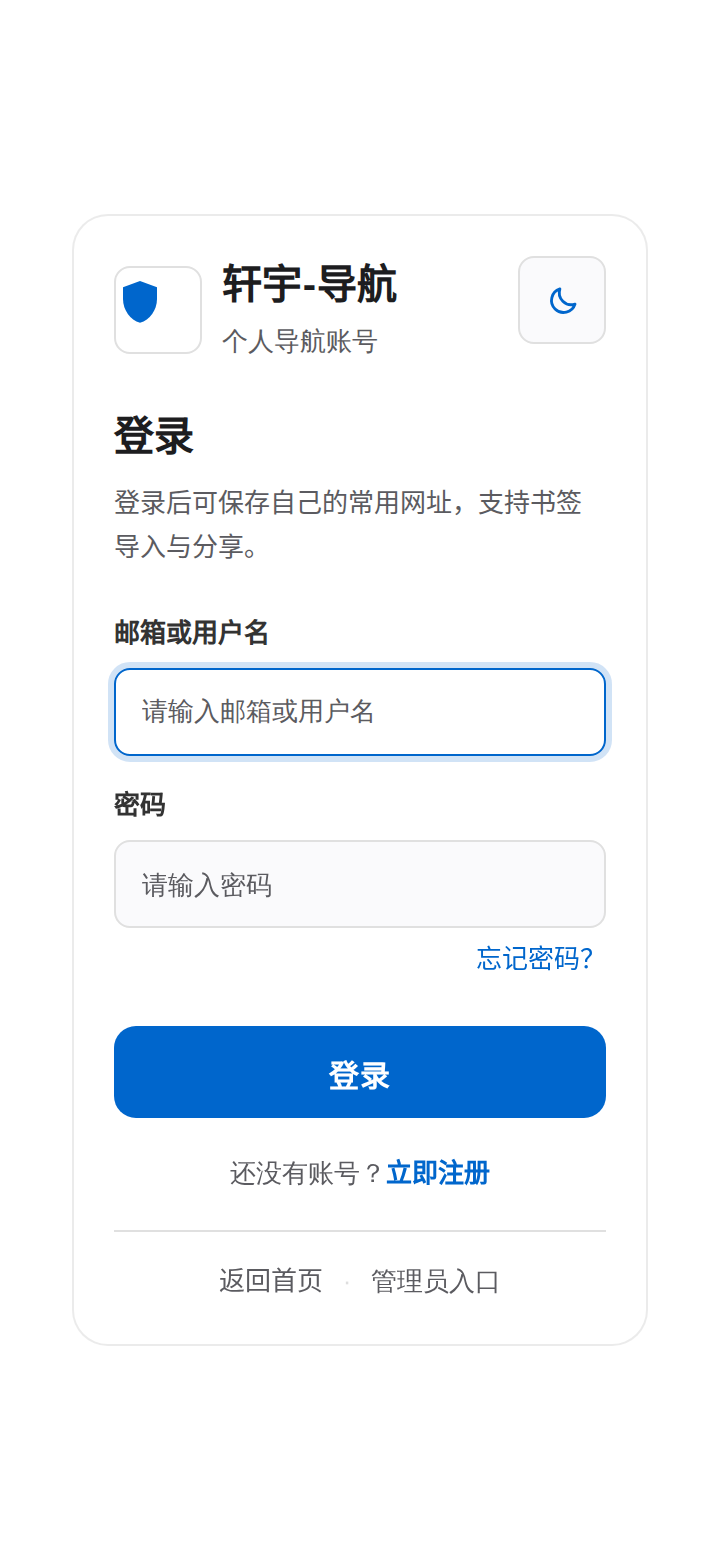 轩宇-导航
个人导航账号
登录
登录后可保存自己的常用网址，支持书签
导入与分享。
邮箱或用户名
请输入邮箱或用户名
密码
请输入密码
忘记密码？
登录
还没有账号？立即注册
返回首页 · 管理员入口